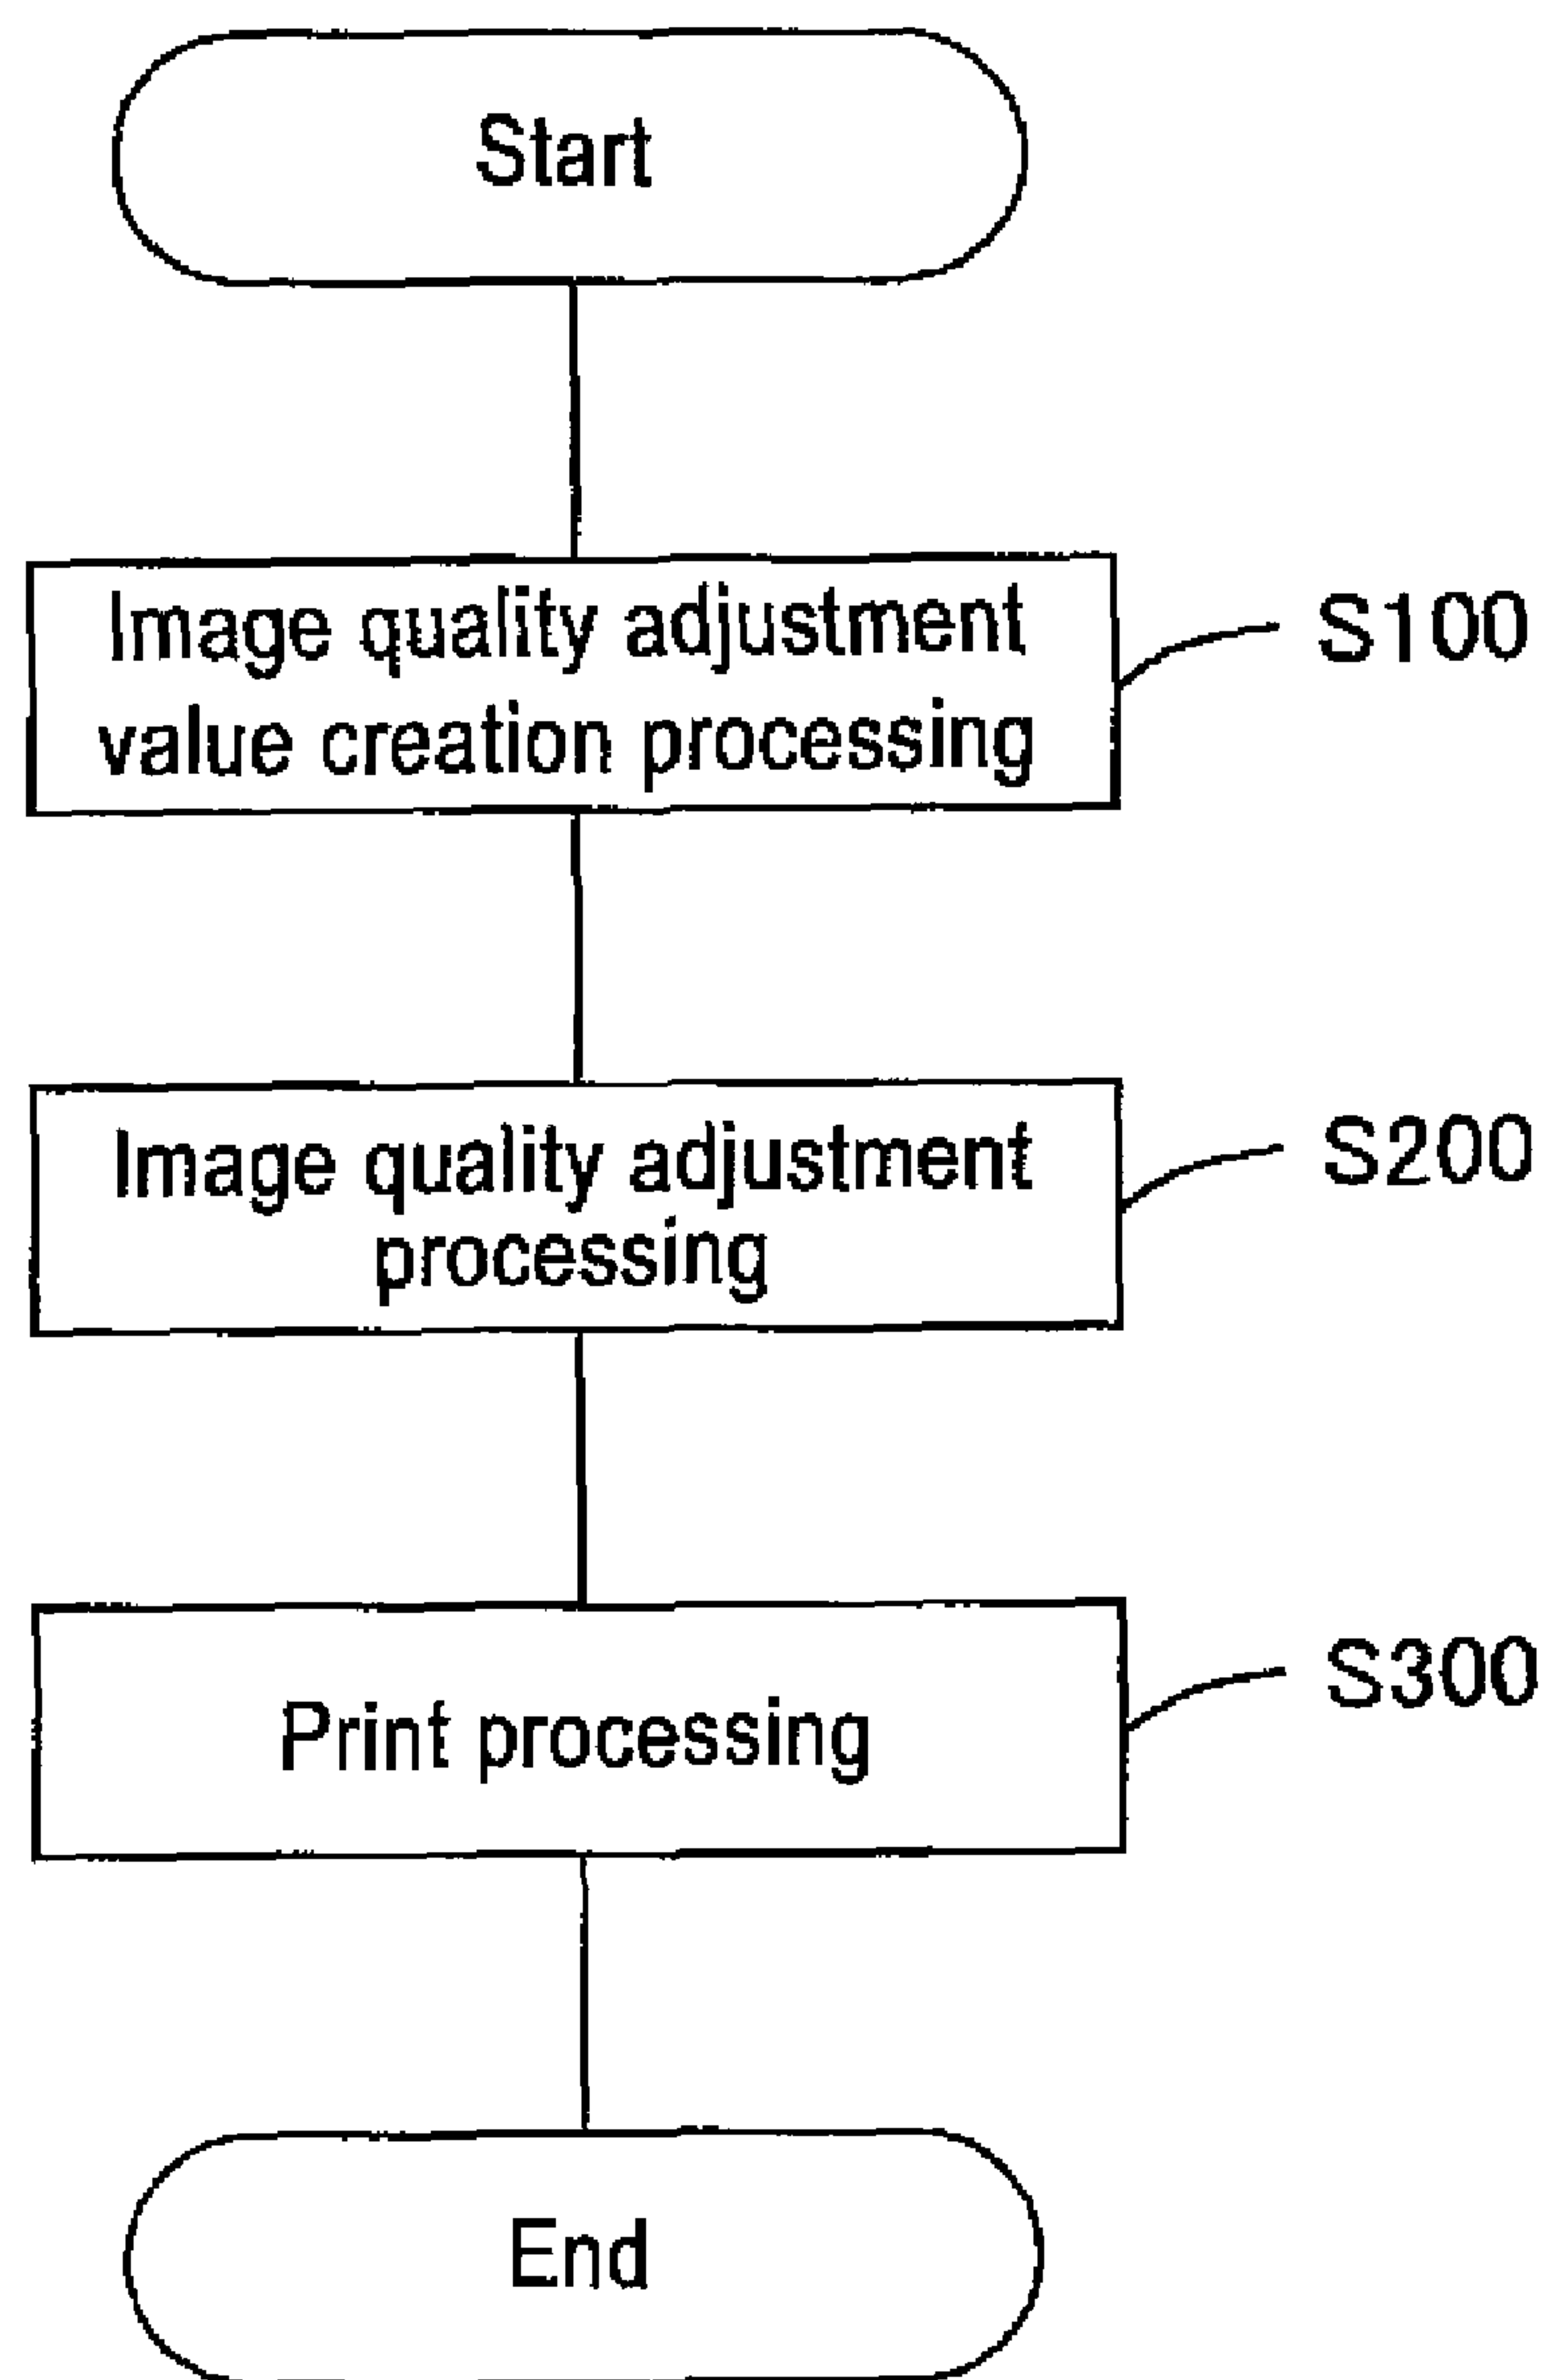 Start
Image quality adjustment
value creation processing
S100
Image quality adjustment
processing
S200
Print processing
S300
End